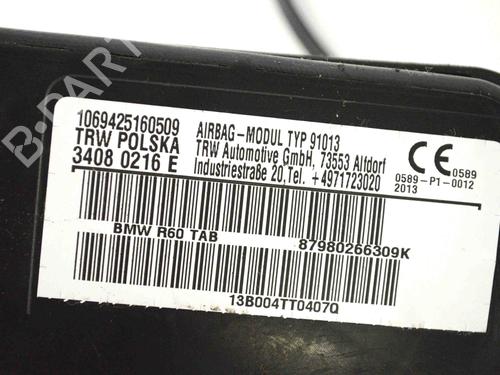 B-PARTS
1069425160509
TRW POLSKA
3408 0216 E
AIRBAG-MODUL TYP 91013
TRW Automotive GmbH, 73553 Alfdorf
Industriestraße 20.Tel. +4971723020
CE 0589
0589-P1-0012
2013
BMW R60 TAB
87980266309K
13B004TT0407Q